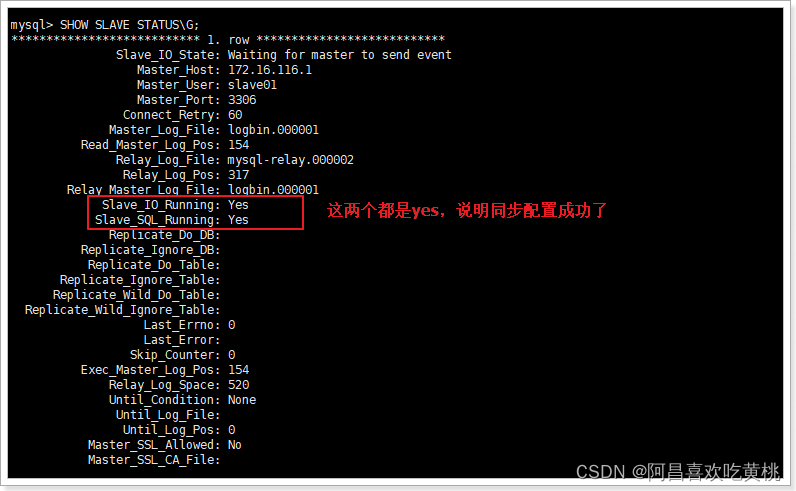 mysql> SHOW SLAVE STATUS\G;
*************************** 1. row ***************************
Slave_IO_State: Waiting for master to send event
Master_Host: 172.16.116.1
Master_User: slave01
Master_Port: 3306
Connect_Retry: 60
Master_Log_File: logbin.000001
Read_Master_Log_Pos: 154
Relay_Log_File: mysql-relay.000002
Relay_Log_Pos: 317
Relay_Master_Log_File: logbin.000001
Slave_IO_Running: Yes
这两个都是yes，说明同步配置成功了
Slave_SQL_Running: Yes
Replicate_Do_DB:
Replicate_Ignore_DB:
Replicate_Do_Table:
Replicate_Ignore_Table:
Replicate_Wild_Do_Table:
Replicate_Wild_Ignore_Table:
Last_Errno: 0
Last_Error:
Skip_Counter: 0
Exec_Master_Log_Pos: 154
Relay_Log_Space: 520
Until_Condition: None
Until_Log_File:
Until_Log_Pos: 0
Master_SSL_Allowed: No
Master_SSL_CA_File:
CSDN @阿昌喜欢吃黄桃